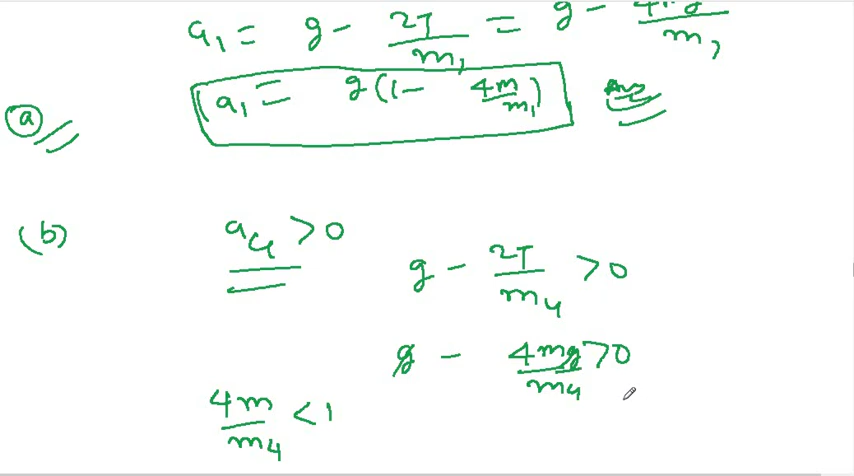 a₁ = g - 2T/m₁ = g - 4mg/m₁
(a) a₁ = g(1 - 4m/m₁) Ans
(b) a₄ > 0
g - 2T/m₄ > 0
g - 4mg/m₄ > 0
4m/m₄ < 1